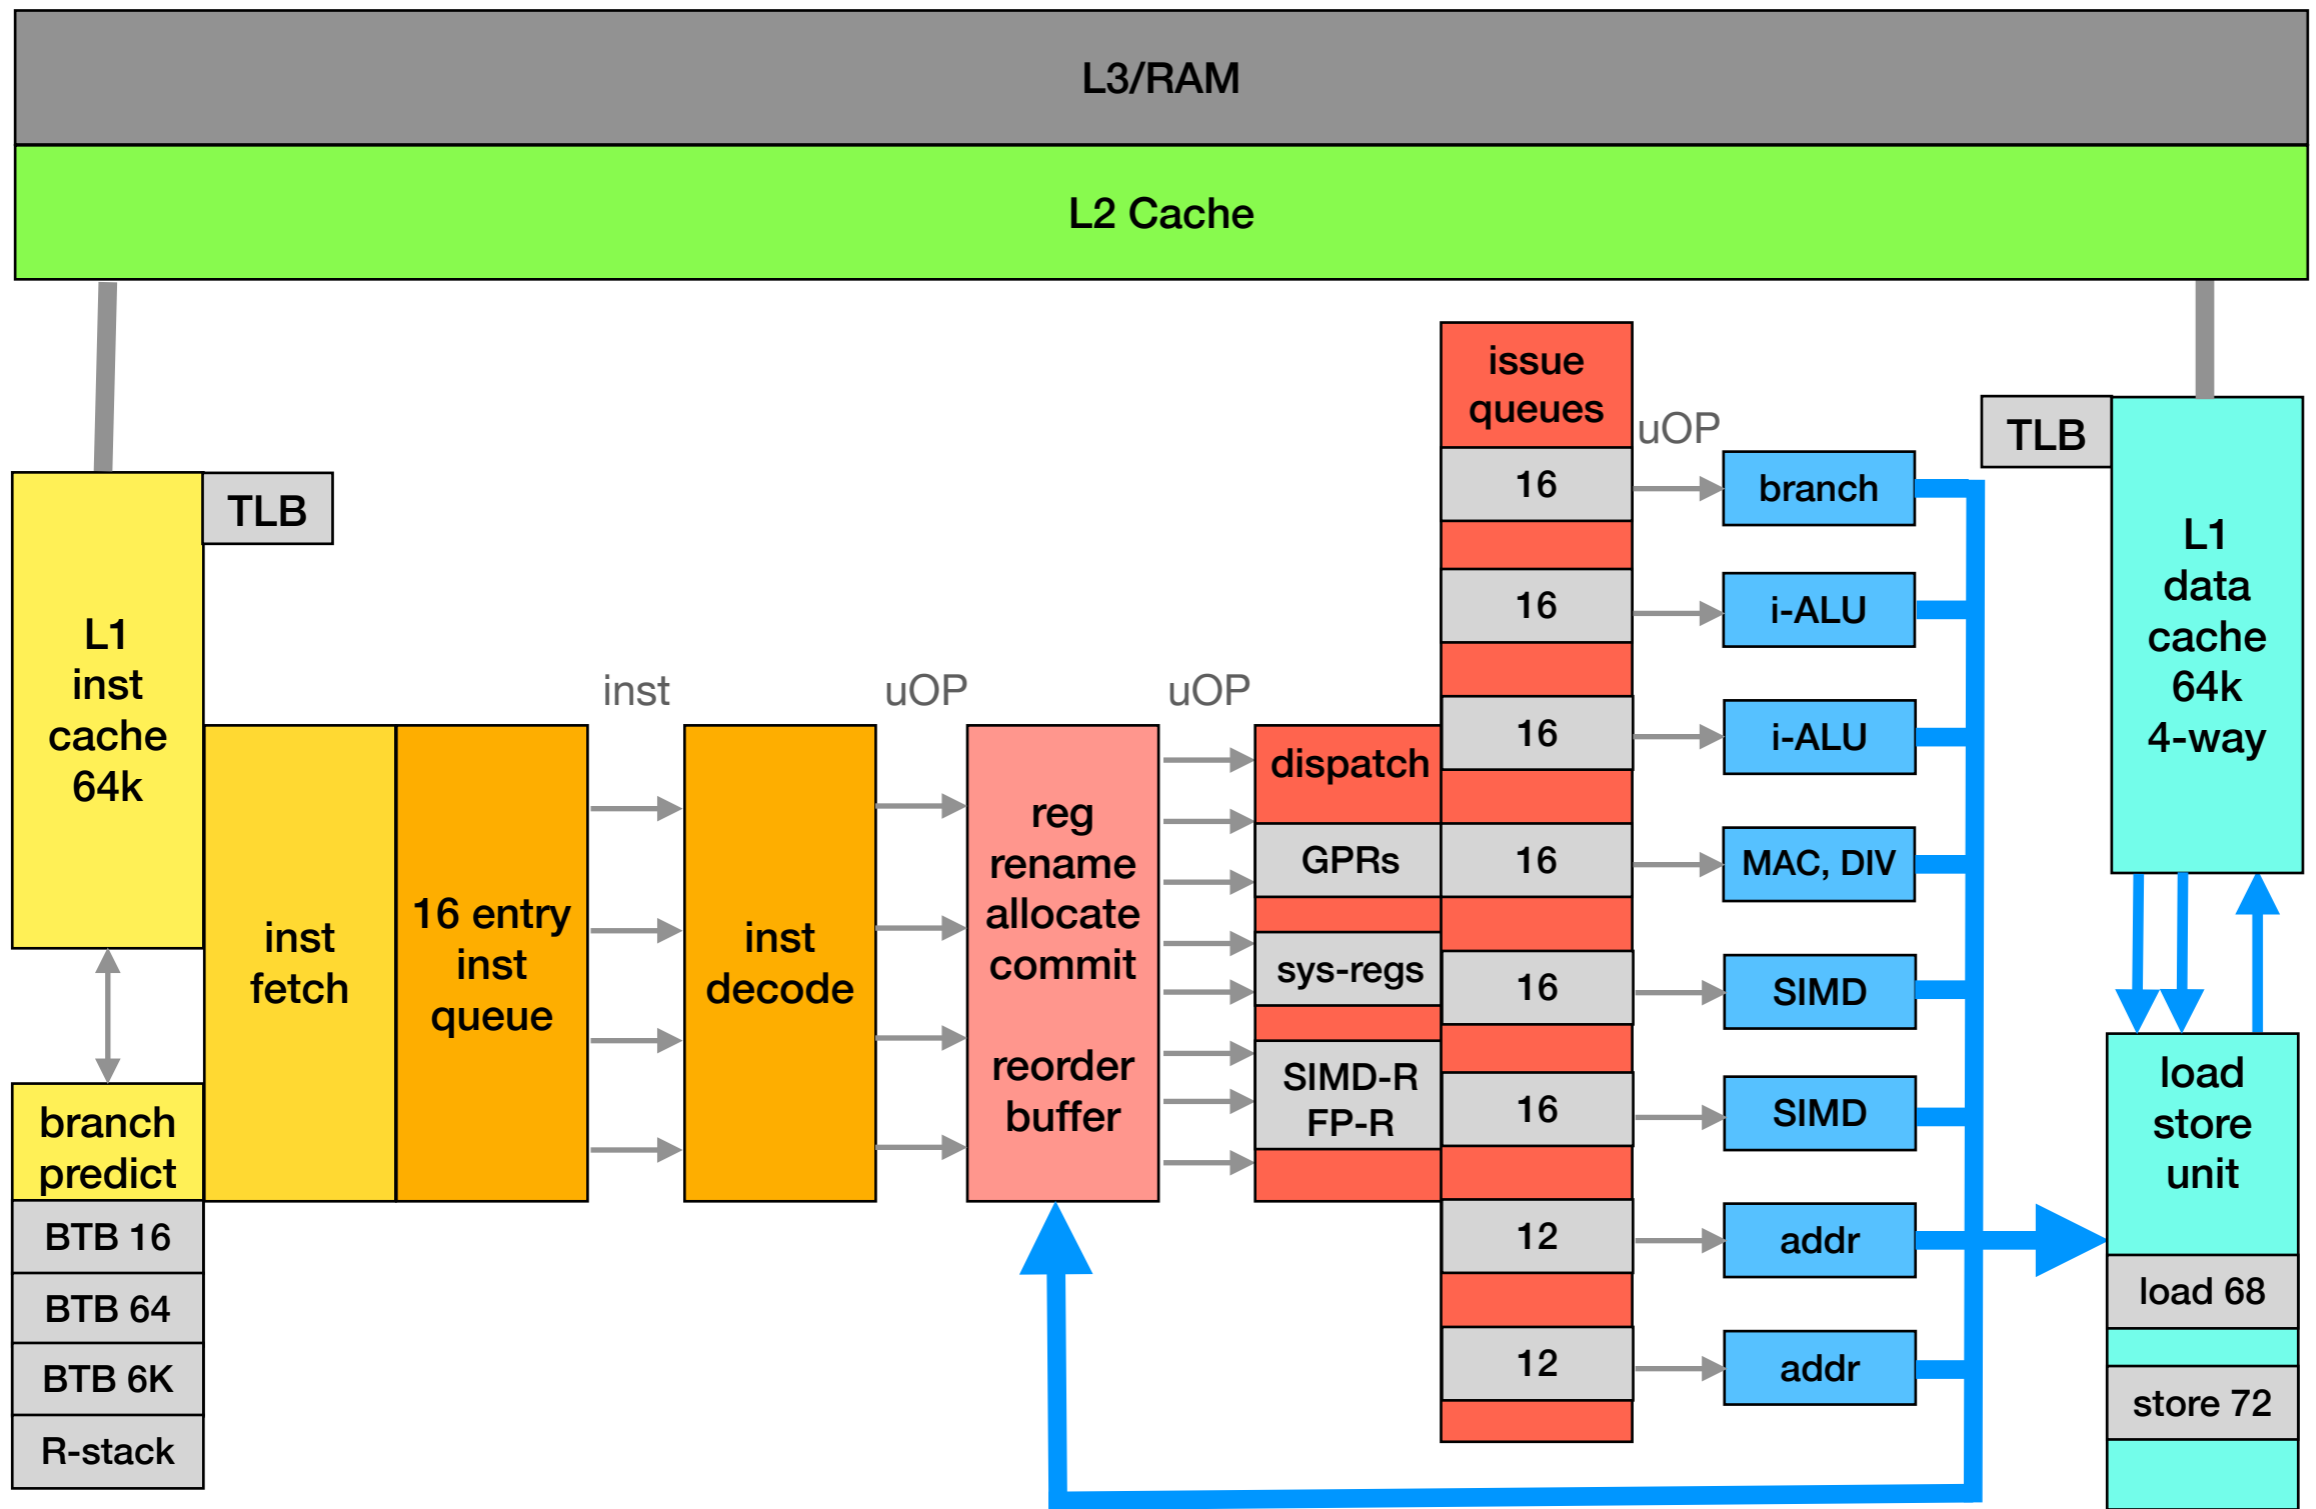 L3/RAM
L2 Cache
L1
inst
cache
64k
TLB
branch
predict
BTB 16
BTB 64
BTB 6K
R-stack
inst
fetch
16 entry
inst
queue
inst
inst
decode
uOP
reg
rename
allocate
commit
reorder
buffer
uOP
dispatch
GPRs
sys-regs
SIMD-R
FP-R
issue
queues
16
16
16
16
16
16
12
12
uOP
branch
i-ALU
i-ALU
MAC, DIV
SIMD
SIMD
addr
addr
TLB
L1
data
cache
64k
4-way
load
store
unit
load 68
store 72